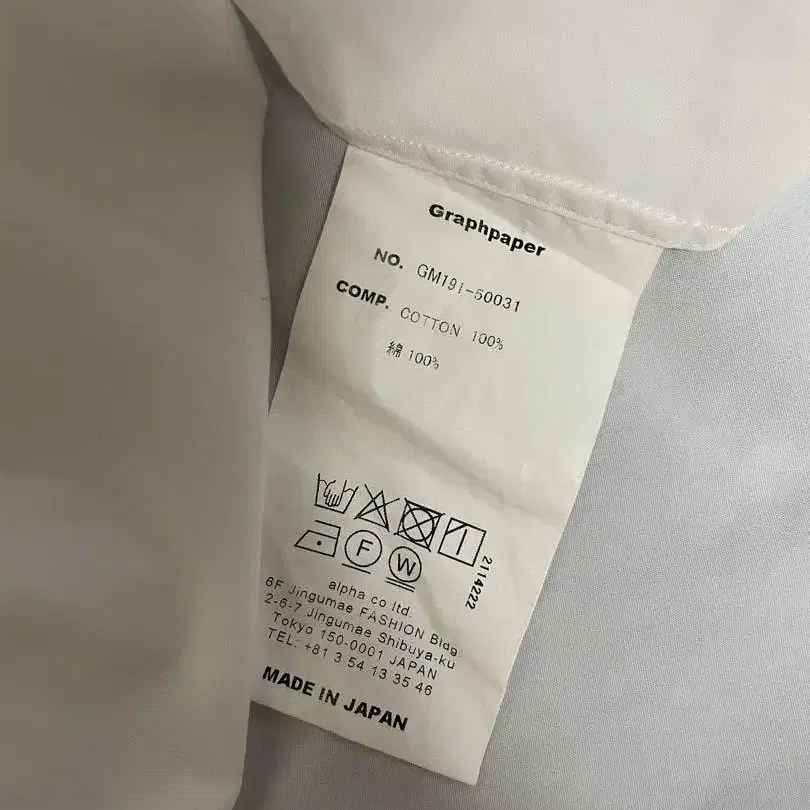 Graphpaper
NO. GM191-50031
COMP. COTTON 100%
綿 100%
F W
2114222
alpha co ltd.
6F Jingumae FASHION Bldg.
2-6-7 Jingumae Shibuya-ku
Tokyo 150-0001 JAPAN
TEL: +81 3 54 13 35 46
MADE IN JAPAN